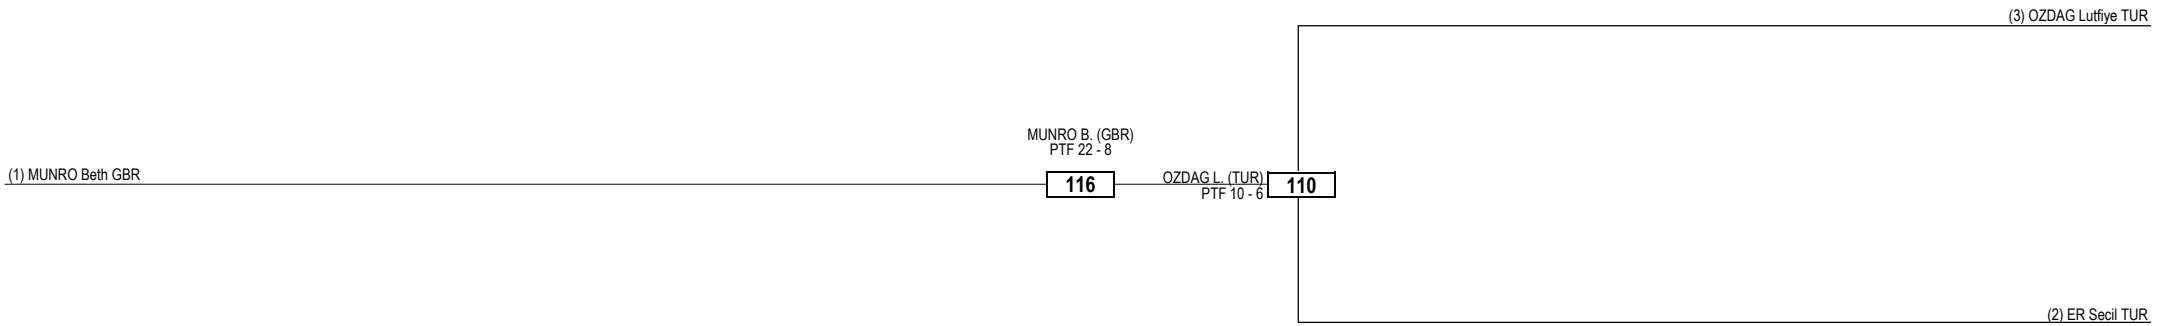 (3) OZDAG Lutfiye TUR
MUNRO B. (GBR)
PTF 22 - 8
(1) MUNRO Beth GBR
116
OZDAG L. (TUR)
PTF 10 - 6
110
(2) ER Secil TUR